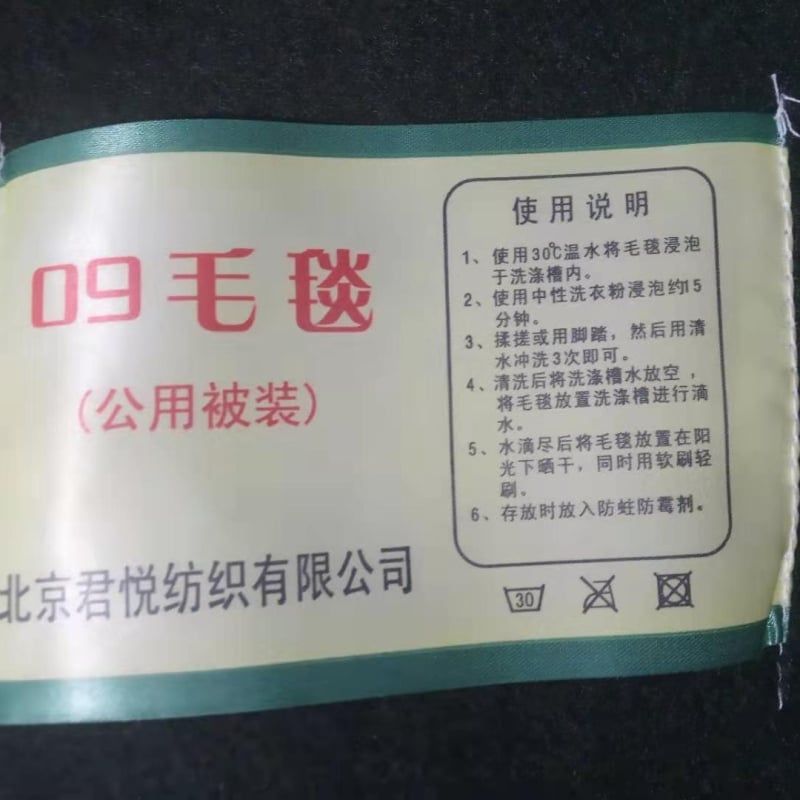 09毛毯
(公用被装)
北京君悦纺织有限公司
使用说明
1、使用30℃温水将毛毯浸泡
于洗涤槽内。
2、使用中性洗衣粉浸泡约15
分钟。
3、揉搓或用脚踏，然后用清
水冲洗3次即可。
4、清洗后将洗涤槽水放空，
将毛毯放置洗涤槽进行滴
水。
5、水滴尽后将毛毯放置在阳
光下晒干，同时用软刷轻
刷。
6、存放时放入防蛀防霉剂。
30